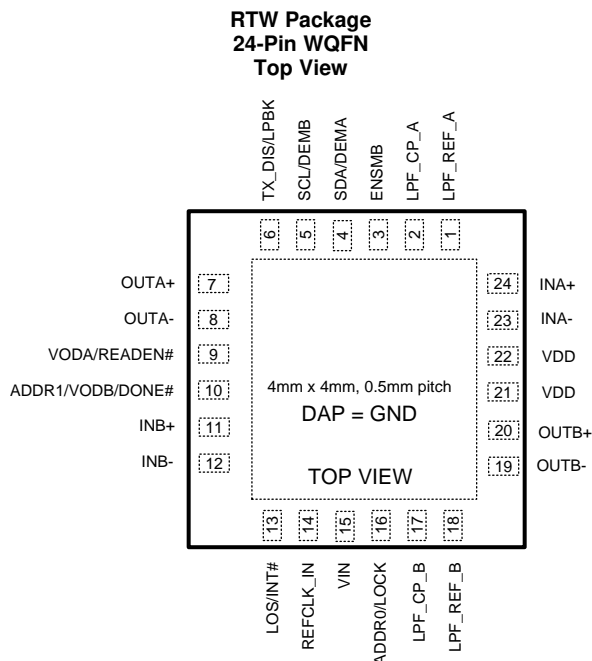 RTW Package
24-Pin WQFN
Top View
TX_DIS/LPBK
SCL/DEMB
SDA/DEMA
ENSMB
LPF_CP_A
LPF_REF_A
6
5
4
3
2
1
OUTA+ 7
OUTA- 8
VODA/READEN# 9
ADDR1/VODB/DONE# 10
INB+ 11
INB- 12
24 INA+
23 INA-
22 VDD
21 VDD
20 OUTB+
19 OUTB-
4mm x 4mm, 0.5mm pitch
DAP = GND
TOP VIEW
13
14
15
16
17
18
LOS/INT#
REFCLK_IN
VIN
ADDR0/LOCK
LPF_CP_B
LPF_REF_B